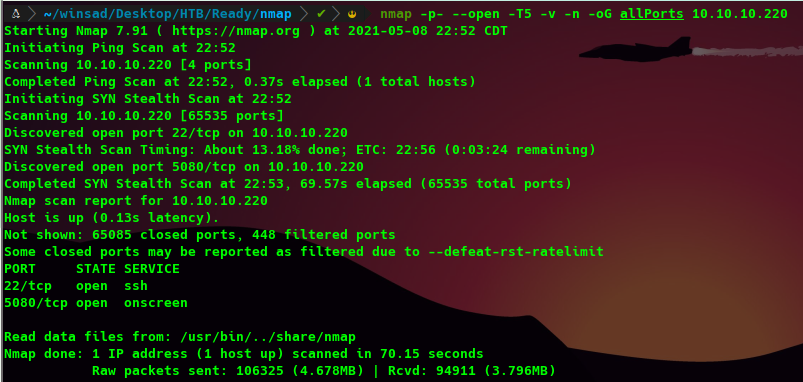 ~/winsad/Desktop/HTB/Ready/nmap ✔ nmap -p- --open -T5 -v -n -oG allPorts 10.10.10.220
Starting Nmap 7.91 ( https://nmap.org ) at 2021-05-08 22:52 CDT
Initiating Ping Scan at 22:52
Scanning 10.10.10.220 [4 ports]
Completed Ping Scan at 22:52, 0.37s elapsed (1 total hosts)
Initiating SYN Stealth Scan at 22:52
Scanning 10.10.10.220 [65535 ports]
Discovered open port 22/tcp on 10.10.10.220
SYN Stealth Scan Timing: About 13.18% done; ETC: 22:56 (0:03:24 remaining)
Discovered open port 5080/tcp on 10.10.10.220
Completed SYN Stealth Scan at 22:53, 69.57s elapsed (65535 total ports)
Nmap scan report for 10.10.10.220
Host is up (0.13s latency).
Not shown: 65085 closed ports, 448 filtered ports
Some closed ports may be reported as filtered due to --defeat-rst-ratelimit
PORT     STATE SERVICE
22/tcp   open  ssh
5080/tcp open  onscreen
Read data files from: /usr/bin/../share/nmap
Nmap done: 1 IP address (1 host up) scanned in 70.15 seconds
           Raw packets sent: 106325 (4.678MB) | Rcvd: 94911 (3.796MB)